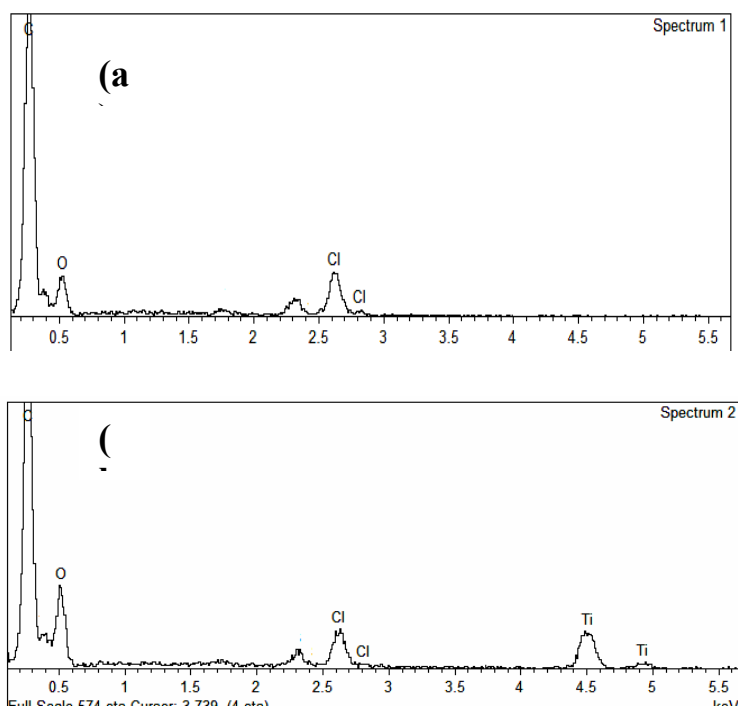 Spectrum 1
C
(a
O
Cl
Cl
0.5 1 1.5 2 2.5 3 3.5 4 4.5 5 5.5
Spectrum 2
(
O
Cl
Cl
Ti
Ti
0.5 1 1.5 2 2.5 3 3.5 4 4.5 5 5.5
Full Scale 574 cts Cursor: 3.739 (4 cts)
keV